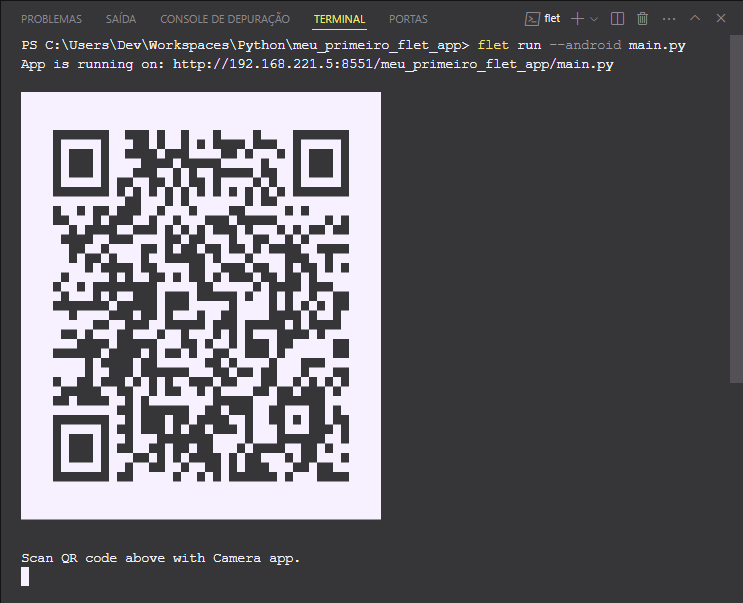 PROBLEMAS SAÍDA CONSOLE DE DEPURAÇÃO TERMINAL PORTAS flet
PS C:\Users\Dev\Workspaces\Python\meu_primeiro_flet_app> flet run --android main.py
App is running on: http://192.168.221.5:8551/meu_primeiro_flet_app/main.py
Scan QR code above with Camera app.